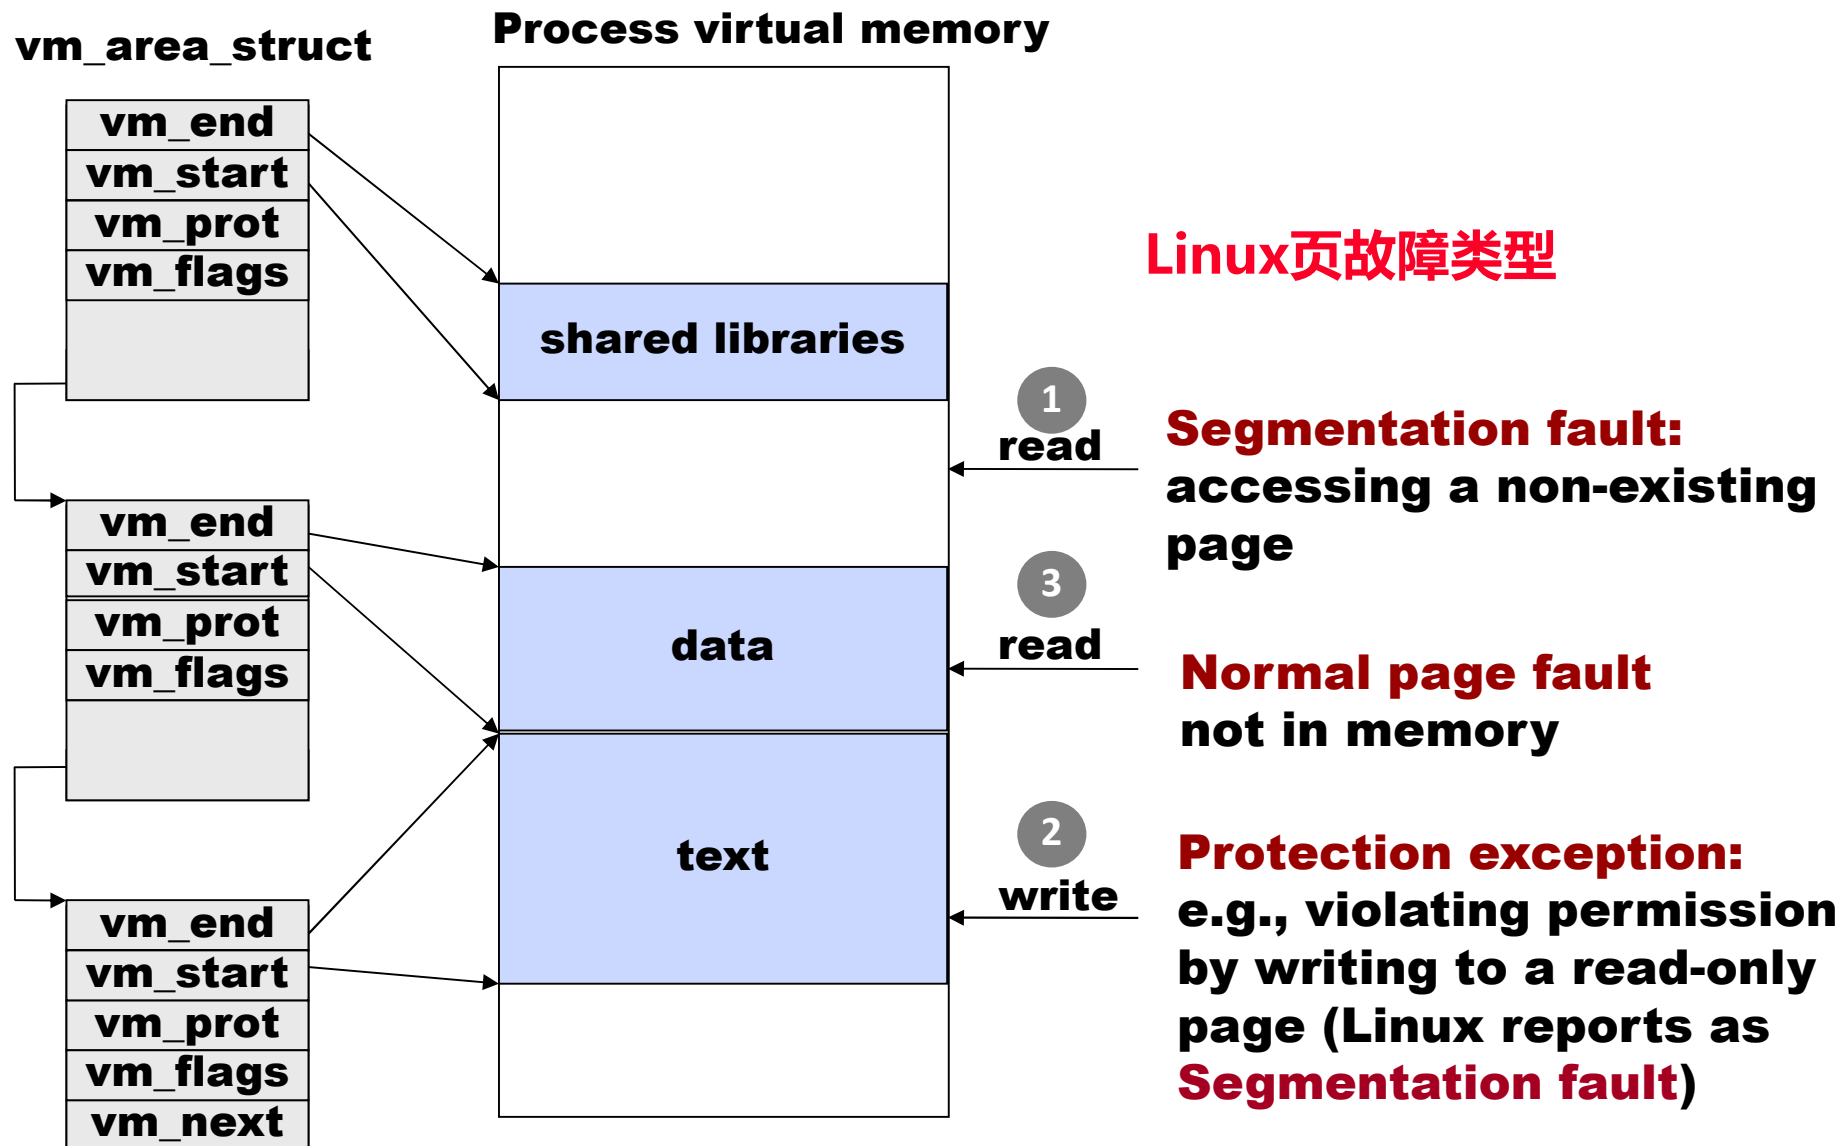 vm_area_struct
Process virtual memory
vm_end
vm_start
vm_prot
vm_flags
vm_end
vm_start
vm_prot
vm_flags
vm_end
vm_start
vm_prot
vm_flags
vm_next
shared libraries
data
text
Linux页故障类型
1
read
Segmentation fault:
accessing a non-existing
page
3
read
Normal page fault
not in memory
2
write
Protection exception:
e.g., violating permission
by writing to a read-only
page (Linux reports as
Segmentation fault)